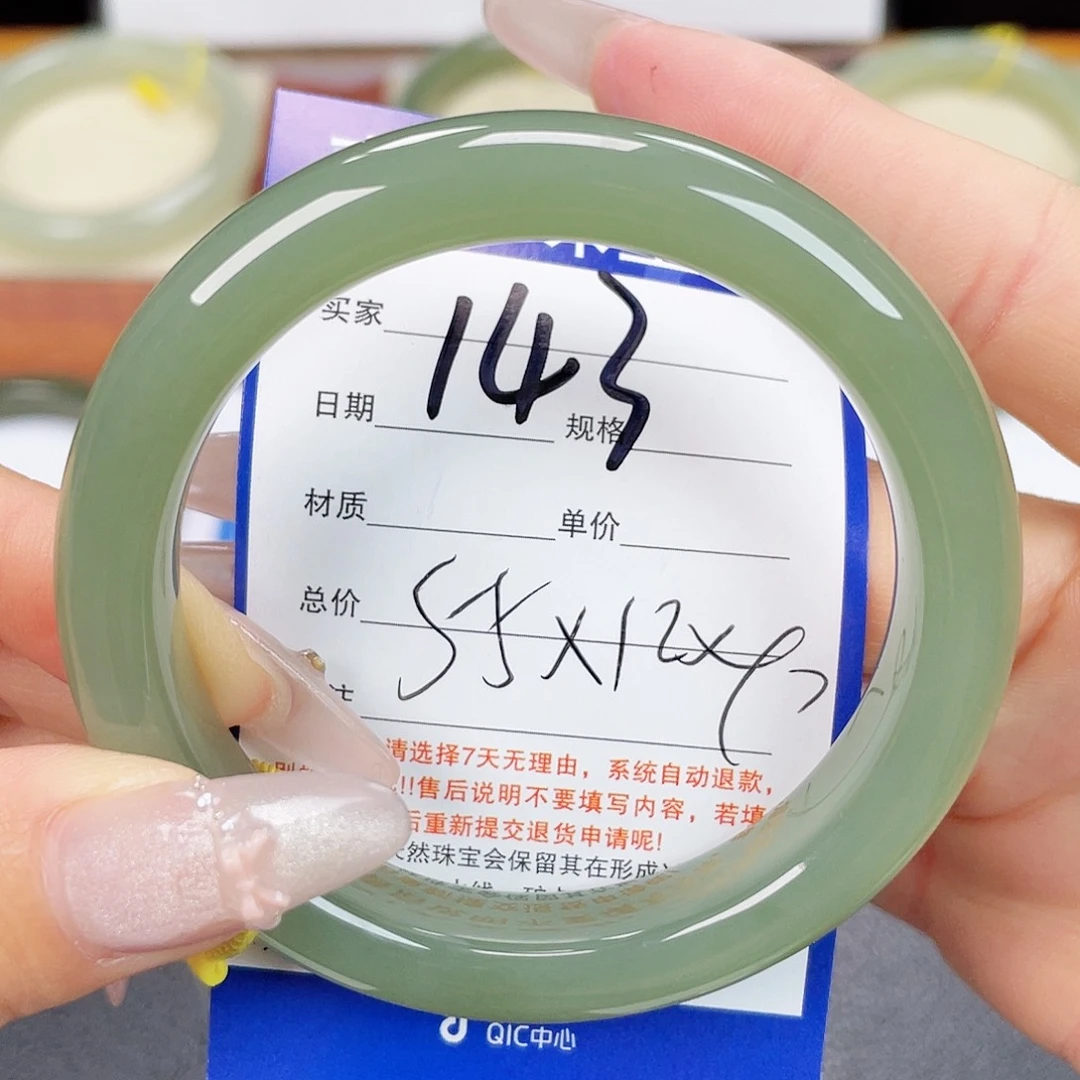 买家
143
日期 规格
材质 单价
总价 55×12×
请选择7天无理由，系统自动退款，
!!售后说明不要填写内容，若填
后重新提交退货申请呢!
天然珠宝会保留其在形成
QIC中心